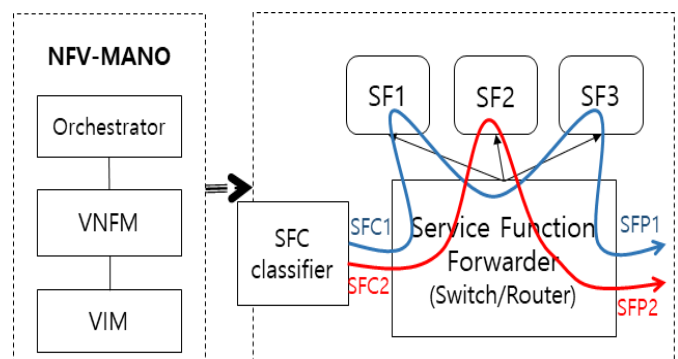 NFV-MANO
Orchestrator
VNFM
VIM
SF1
SF2
SF3
SFC
classifier
SFC1
SFC2
Service Function
Forwarder
(Switch/Router)
SFP1
SFP2